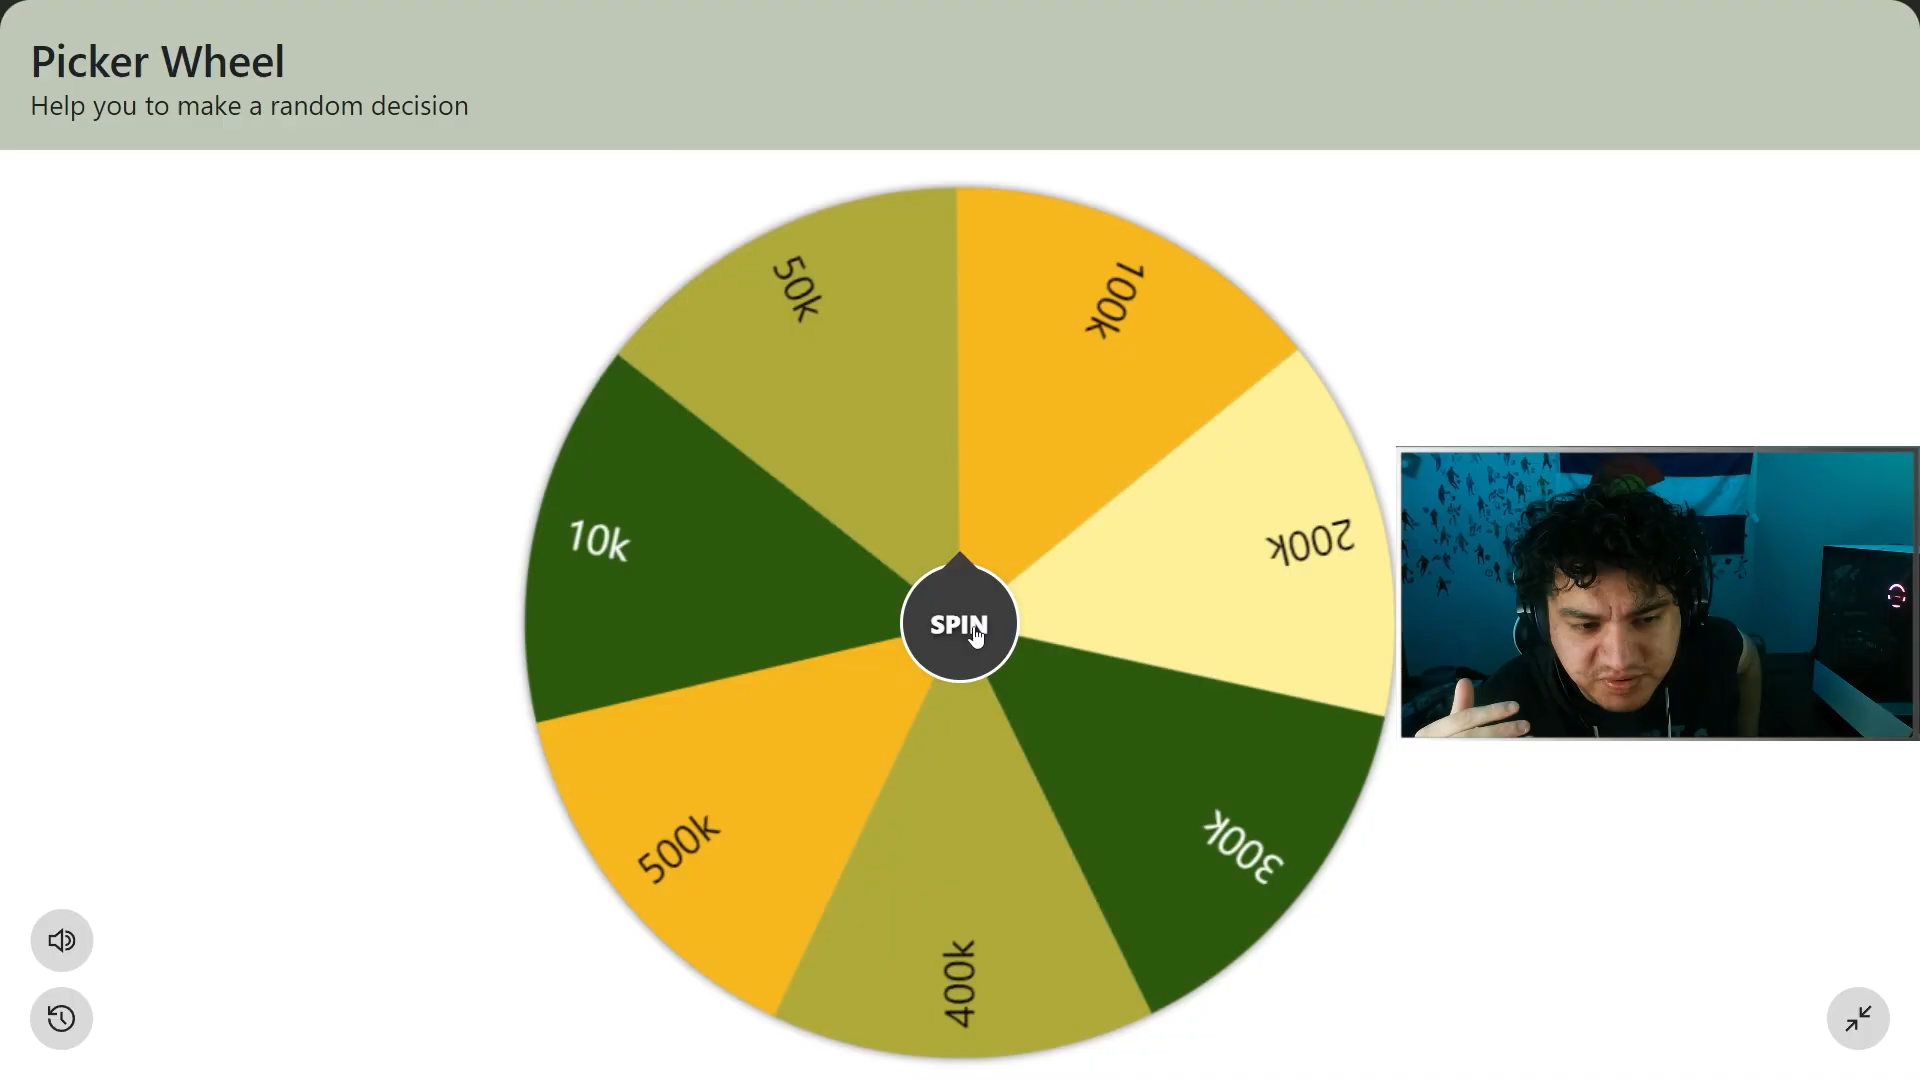 Picker Wheel
Help you to make a random decision
50k
100k
10k
200k
SPIN
500k
300k
400k